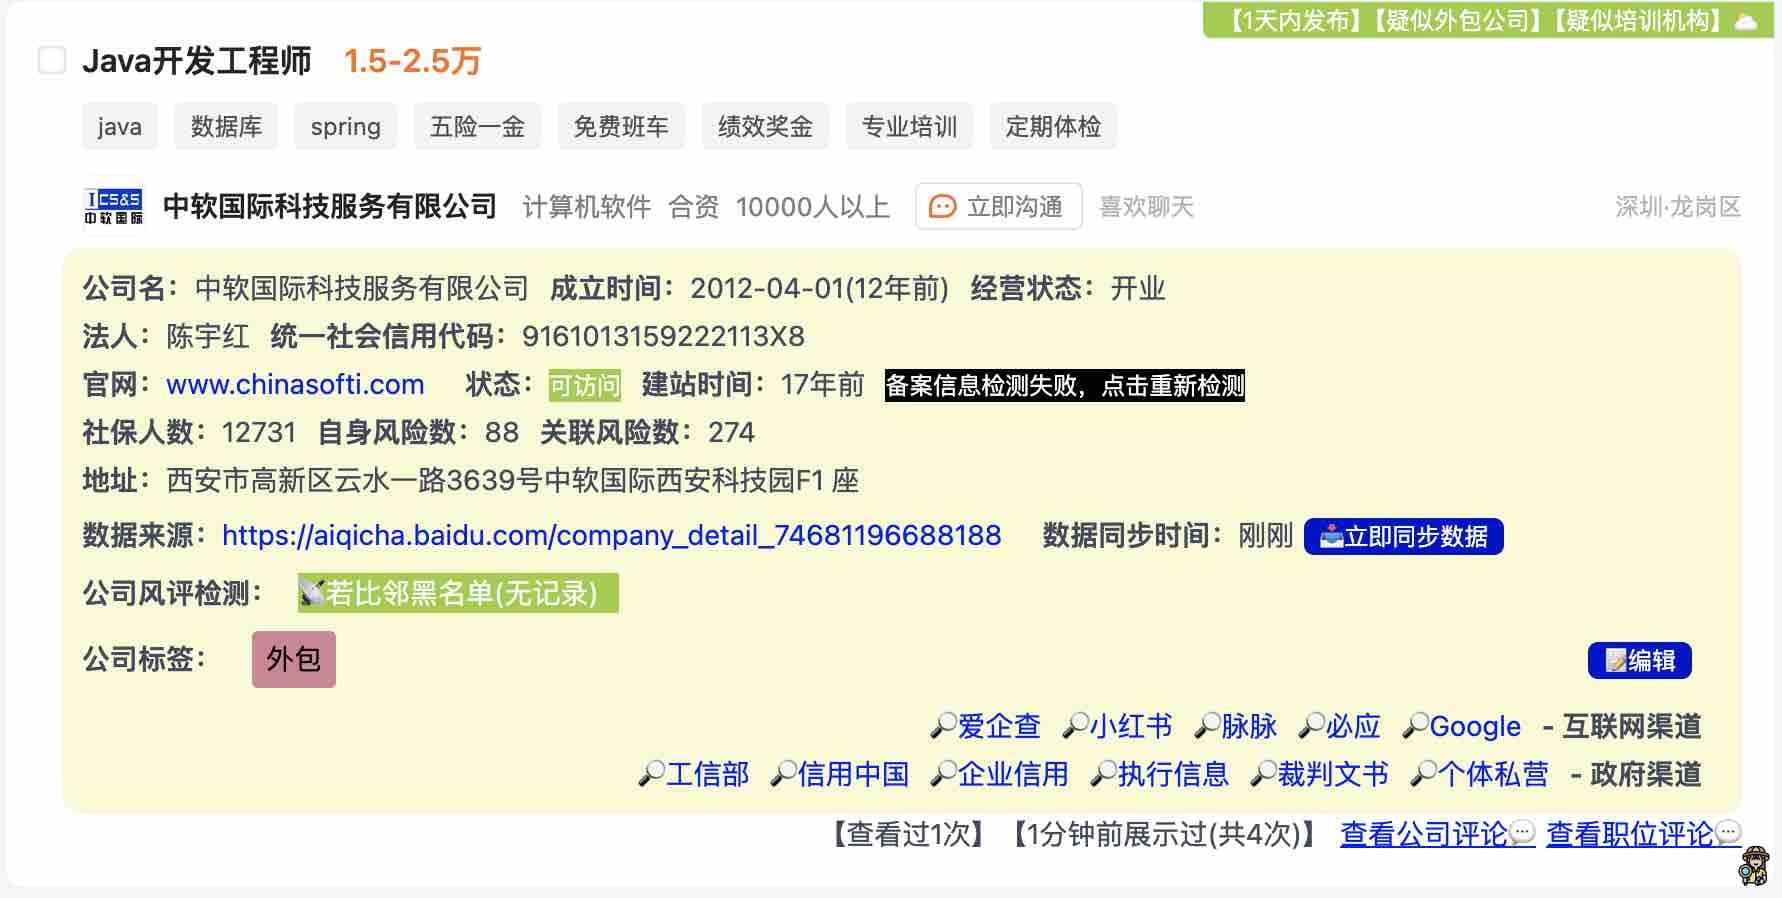 【1天内发布】【疑似外包公司】【疑似培训机构】
Java开发工程师 1.5-2.5万
java 数据库 spring 五险一金 免费班车 绩效奖金 专业培训 定期体检
ICS&S 中软国际 中软国际科技服务有限公司 计算机软件 合资 10000人以上 立即沟通 喜欢聊天 深圳·龙岗区
公司名：中软国际科技服务有限公司 成立时间：2012-04-01(12年前) 经营状态：开业
法人：陈宇红 统一社会信用代码：9161013159222113X8
官网：www.chinasofti.com 状态：可访问 建站时间：17年前 备案信息检测失败，点击重新检测
社保人数：12731 自身风险数：88 关联风险数：274
地址：西安市高新区云水一路3639号中软国际西安科技园F1 座
数据来源：https://aiqicha.baidu.com/company_detail_74681196688188 数据同步时间：刚刚 立即同步数据
公司风评检测： 若比邻黑名单(无记录)
公司标签： 外包 编辑
爱企查 小红书 脉脉 必应 Google - 互联网渠道
工信部 信用中国 企业信用 执行信息 裁判文书 个体私营 - 政府渠道
【查看过1次】【1分钟前展示过(共4次)】 查看公司评论 查看职位评论